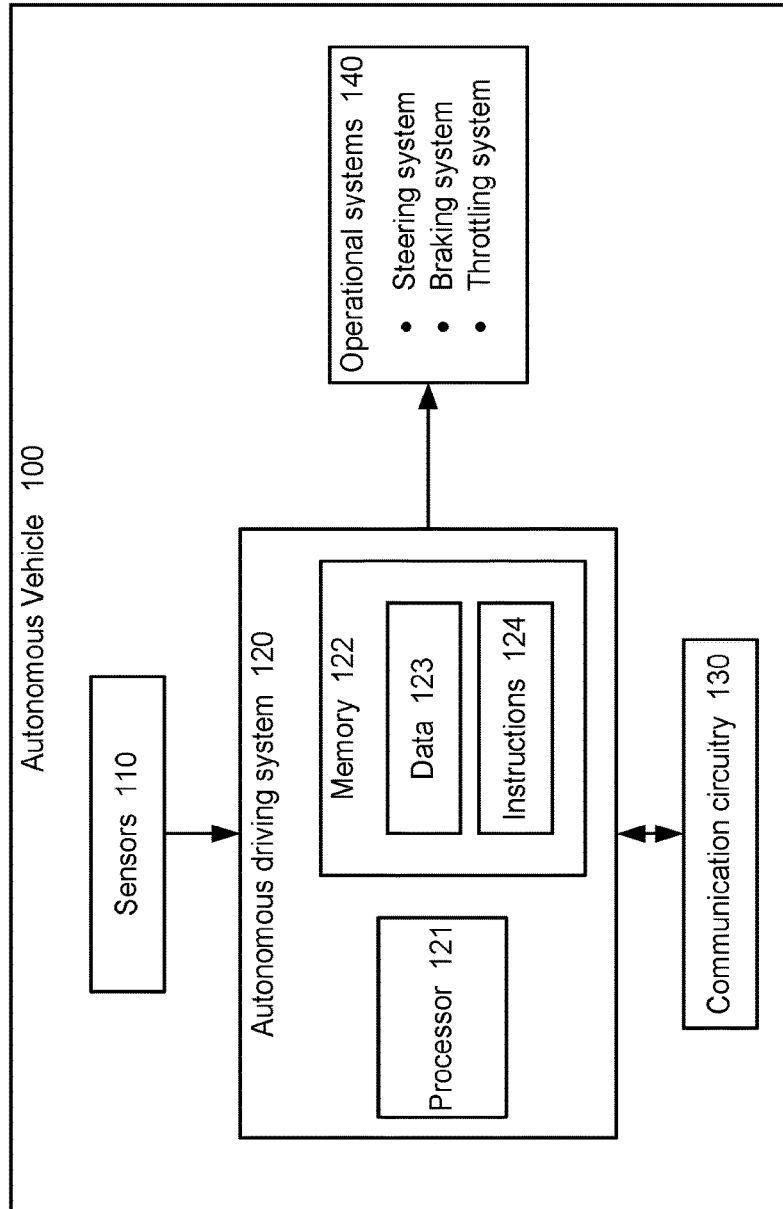 Autonomous Vehicle 100
Sensors 110
Autonomous driving system 120
Processor 121
Memory 122
Data 123
Instructions 124
Communication circuitry 130
Operational systems 140
• Steering system
• Braking system
• Throttling system